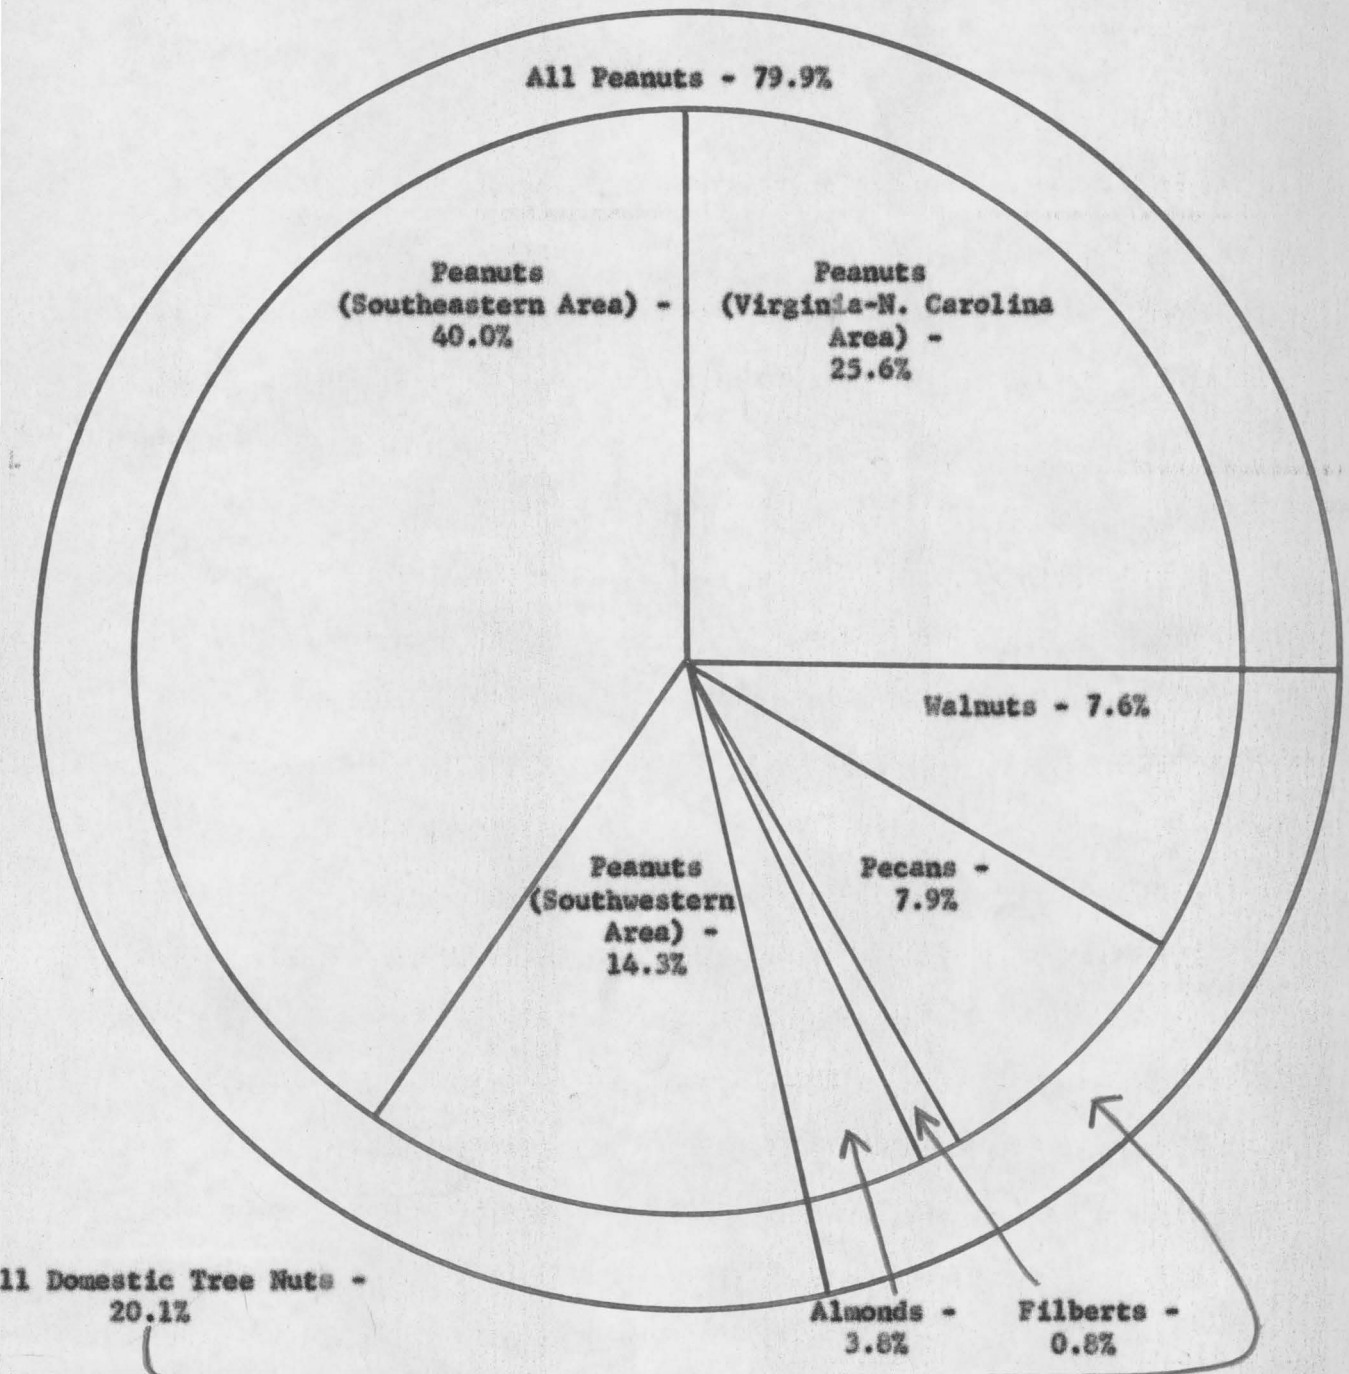 All Peanuts - 79.9%
Peanuts
(Southeastern Area) -
40.0%
Peanuts
(Virginia-N. Carolina
Area) -
25.6%
Walnuts - 7.6%
Pecans -
7.9%
Peanuts
(Southwestern
Area) -
14.3%
ll Domestic Tree Nuts -
20.1%
Almonds -
3.8%
Filberts -
0.8%